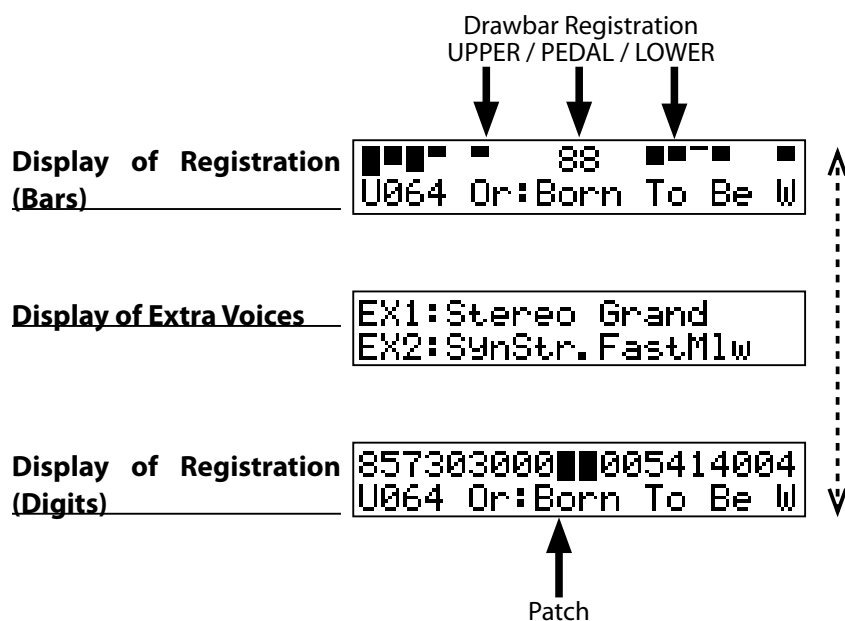 Drawbar Registration
UPPER / PEDAL / LOWER
Display of Registration
(Bars)
88
U064 Or:Born To Be W
Display of Extra Voices
EX1:Stereo Grand
EX2:SynStr.FastMlw
Display of Registration
(Digits)
857303000██005414004
U064 Or:Born To Be W
Patch